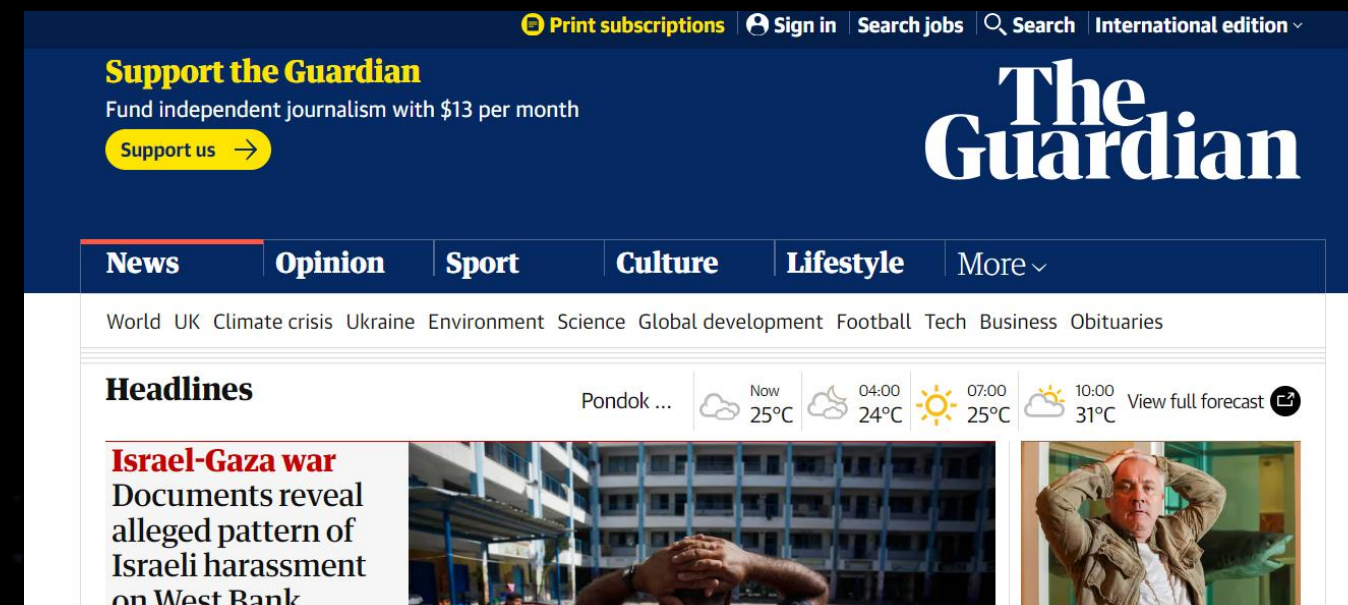 Print subscriptions Sign in Search jobs Search International edition
Support the Guardian
Fund independent journalism with $13 per month
Support us
The
Guardian
News Opinion Sport Culture Lifestyle More
World UK Climate crisis Ukraine Environment Science Global development Football Tech Business Obituaries
Headlines
Pondok ...
Now 04:00 07:00 10:00
25°C 24°C 25°C 31°C
View full forecast
Israel-Gaza war
Documents reveal
alleged pattern of
Israeli harassment
on West Bank